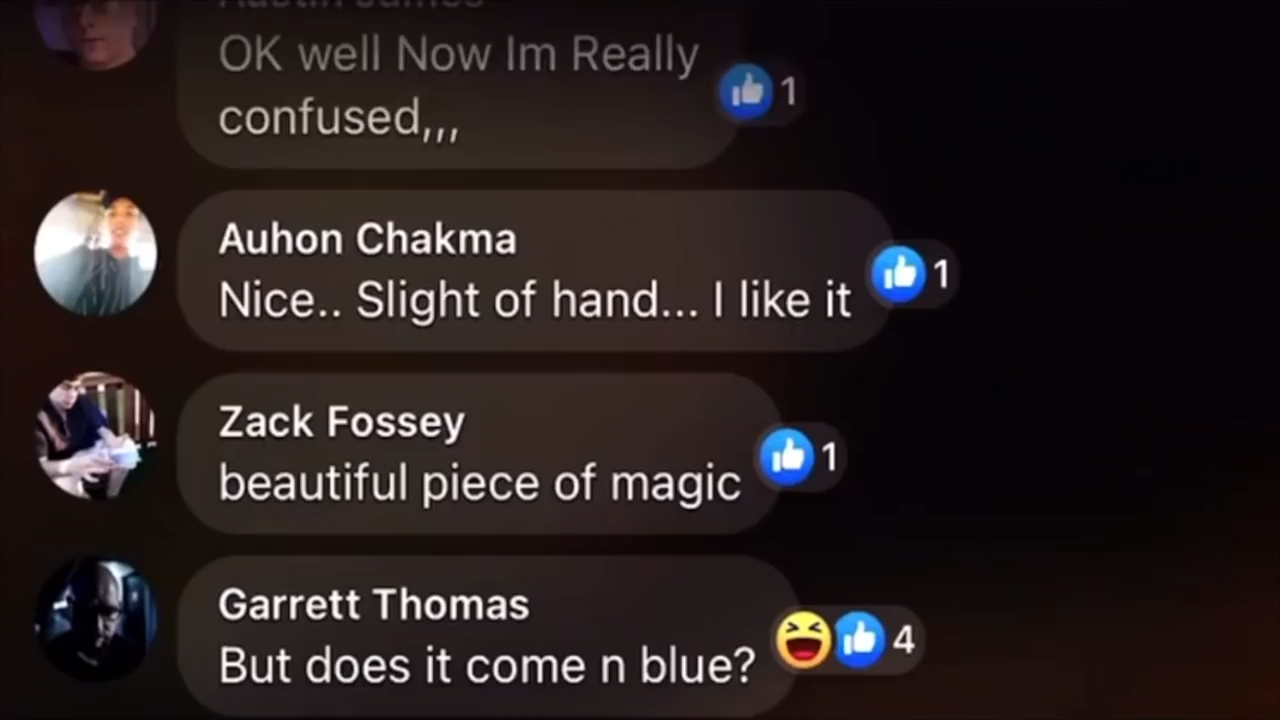 OK well Now Im Really
confused,,,
1
Auhon Chakma
Nice.. Slight of hand... I like it
1
Zack Fossey
beautiful piece of magic
1
Garrett Thomas
But does it come n blue?
4